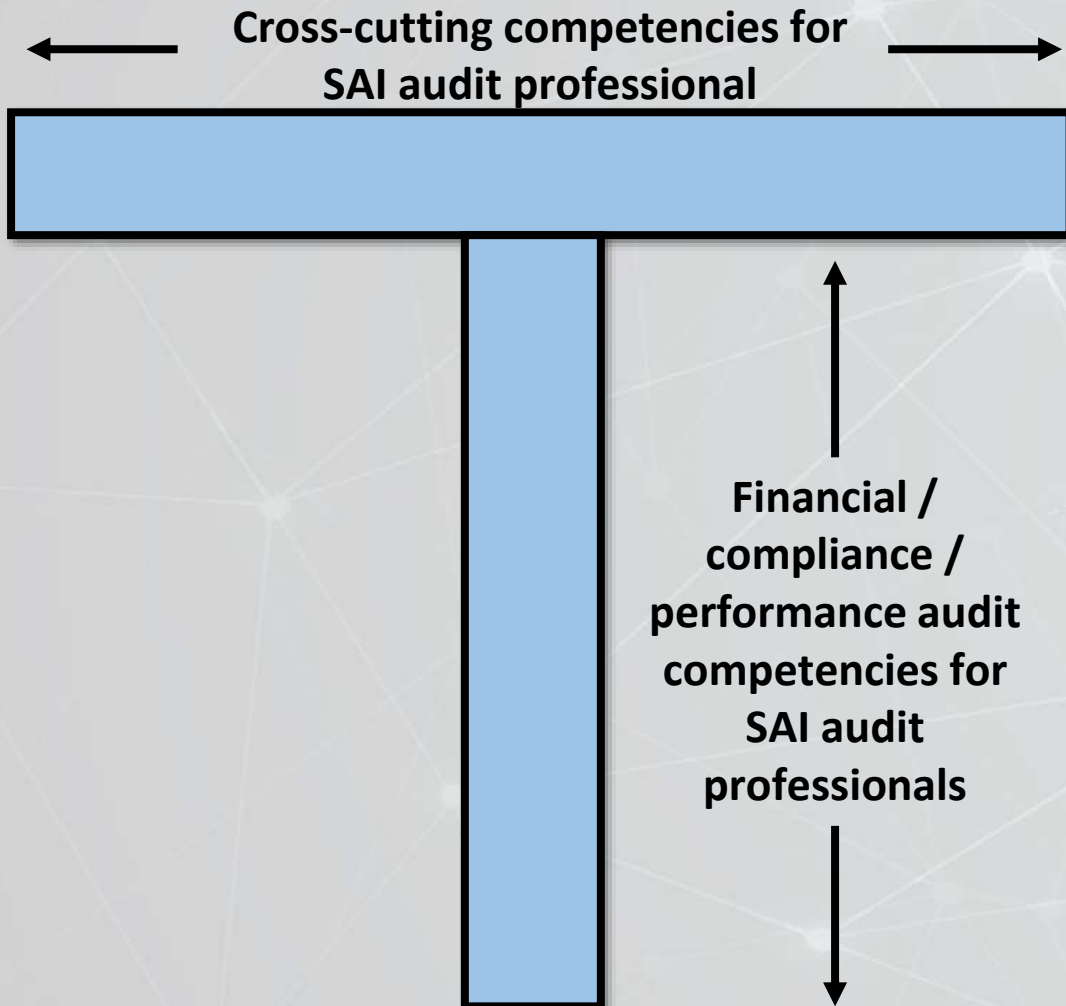 Cross-cutting competencies for
SAI audit professional
Financial /
compliance /
performance audit
competencies for
SAI audit
professionals